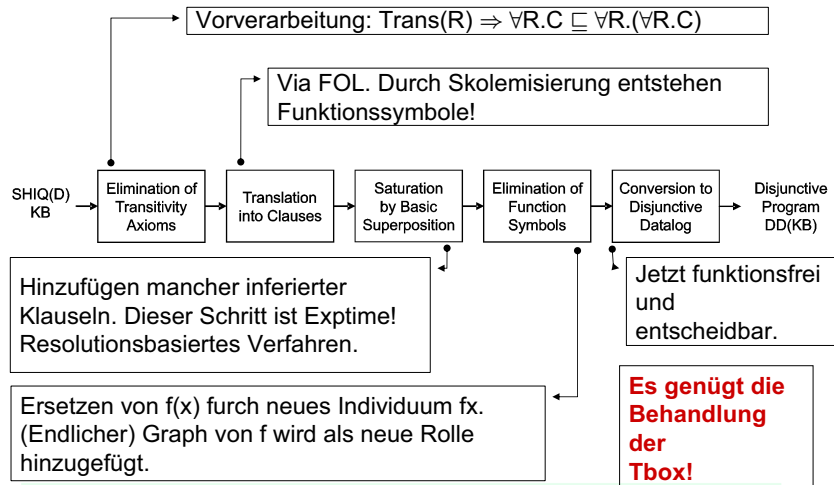 Vorverarbeitung: Trans(R) ⇒ ∀R.C ⊑ ∀R.(∀R.C)
Via FOL. Durch Skolemisierung entstehen
Funktionssymbole!
SHIQ(D)
KB
Elimination of
Transitivity
Axioms
Translation
into Clauses
Saturation
by Basic
Superposition
Elimination of
Function
Symbols
Conversion to
Disjunctive
Datalog
Disjunctive
Program
DD(KB)
Hinzufügen mancher inferierter
Klauseln. Dieser Schritt ist Exptime!
Resolutionsbasiertes Verfahren.
Jetzt funktionsfrei
und
entscheidbar.
Ersetzen von f(x) furch neues Individuum fx.
(Endlicher) Graph von f wird als neue Rolle
hinzugefügt.
Es genügt die
Behandlung
der
Tbox!